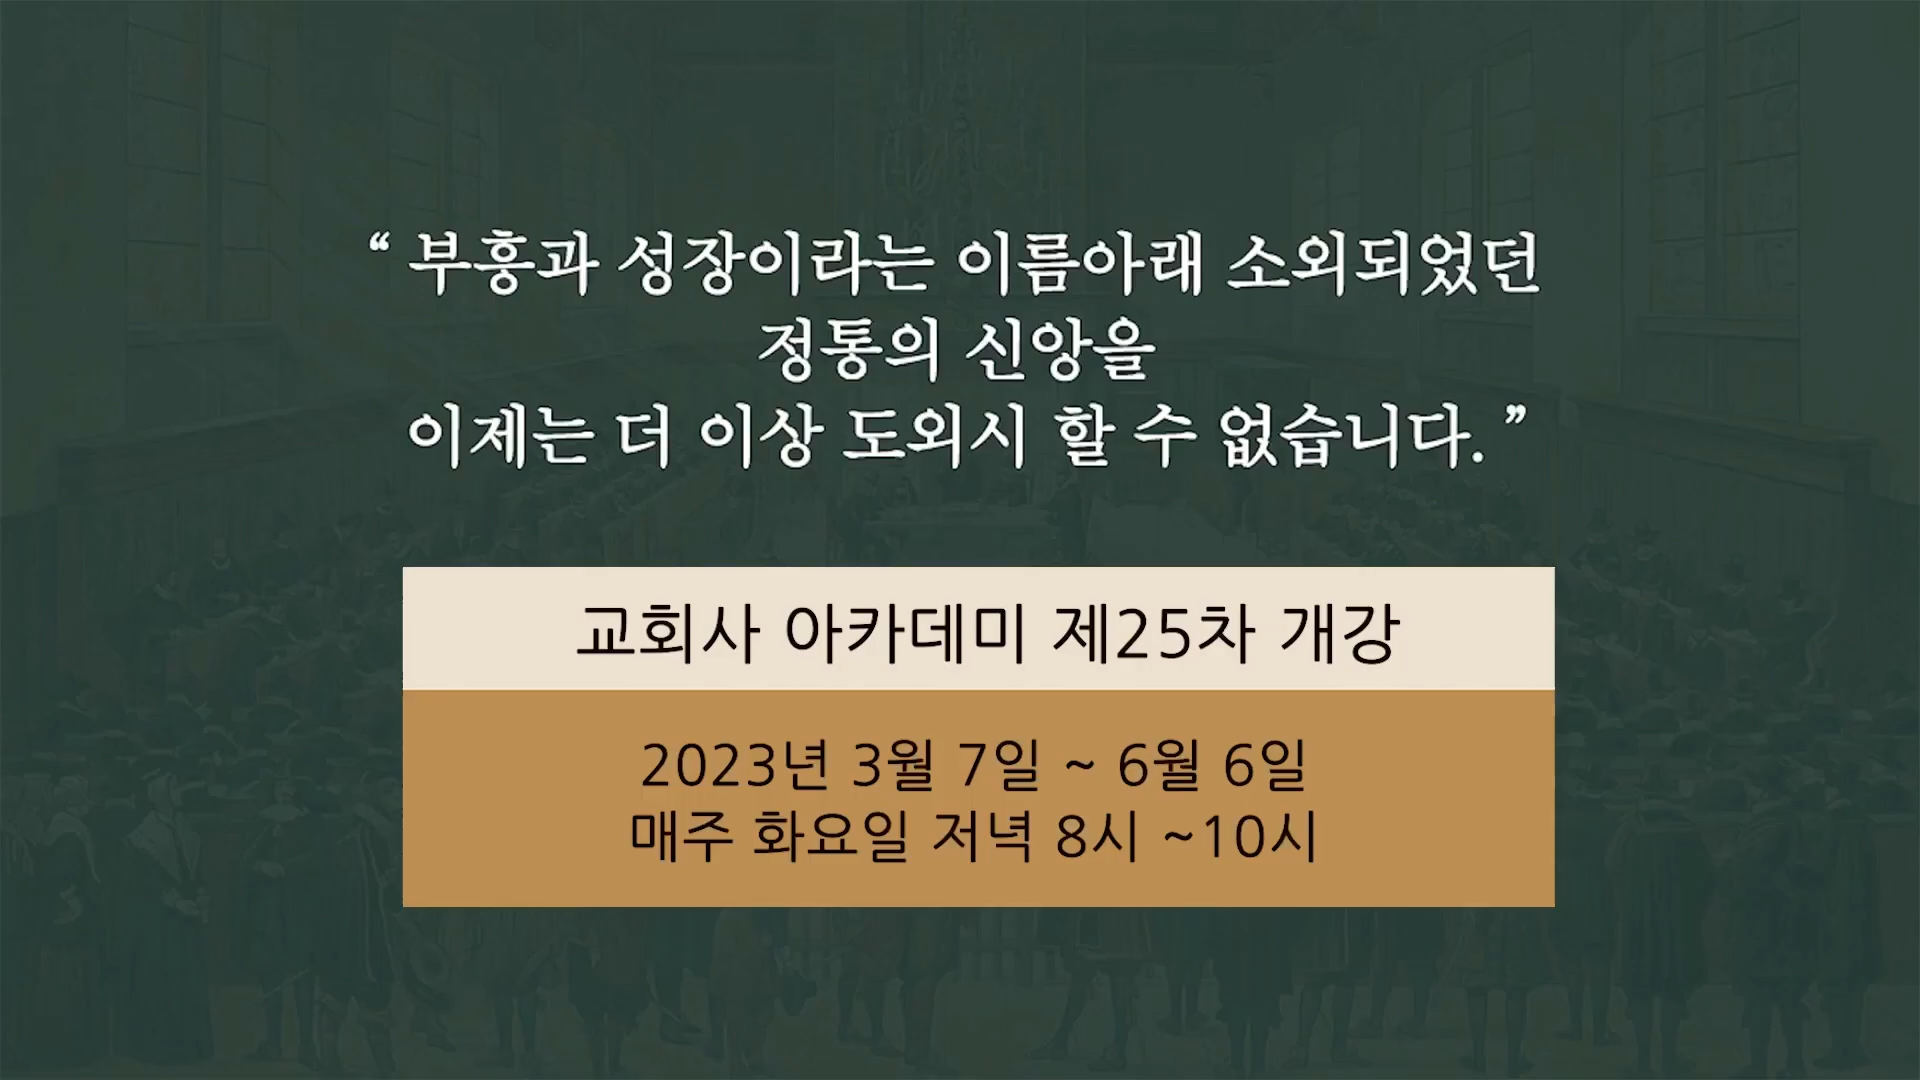 “ 부흥과 성장이라는 이름아래 소외되었던
정통의 신앙을
이제는 더 이상 도외시 할 수 없습니다. ”
교회사 아카데미 제25차 개강
2023년 3월 7일 ~ 6월 6일
매주 화요일 저녁 8시 ~10시